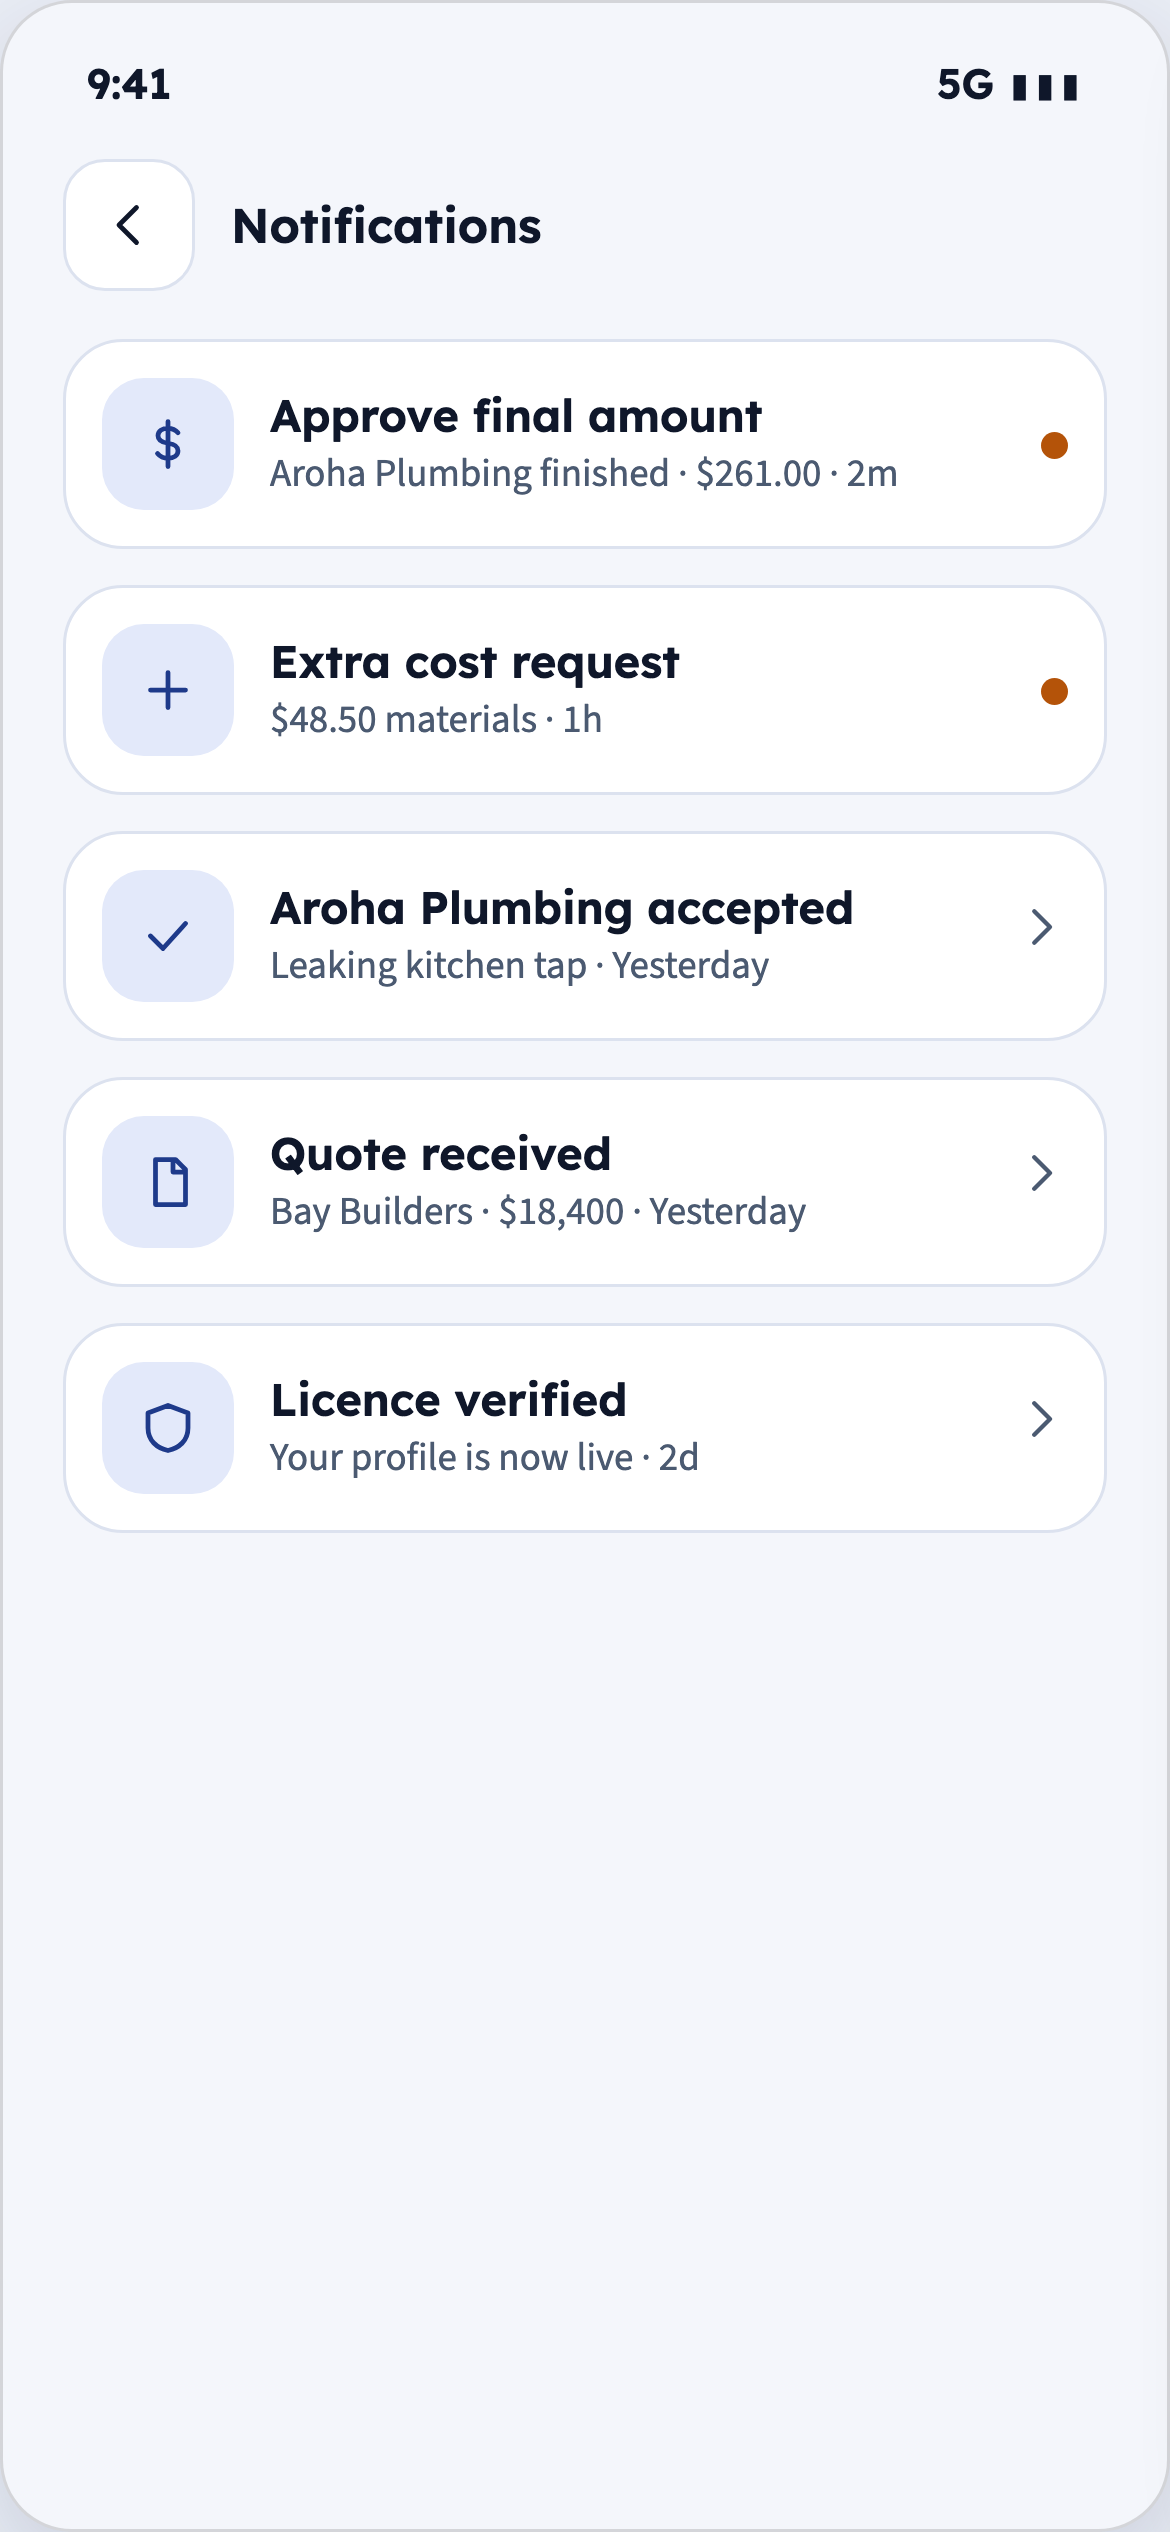 9:41
5G
Notifications
Approve final amount
Aroha Plumbing finished · $261.00 · 2m
Extra cost request
$48.50 materials · 1h
Aroha Plumbing accepted
Leaking kitchen tap · Yesterday
Quote received
Bay Builders · $18,400 · Yesterday
Licence verified
Your profile is now live · 2d